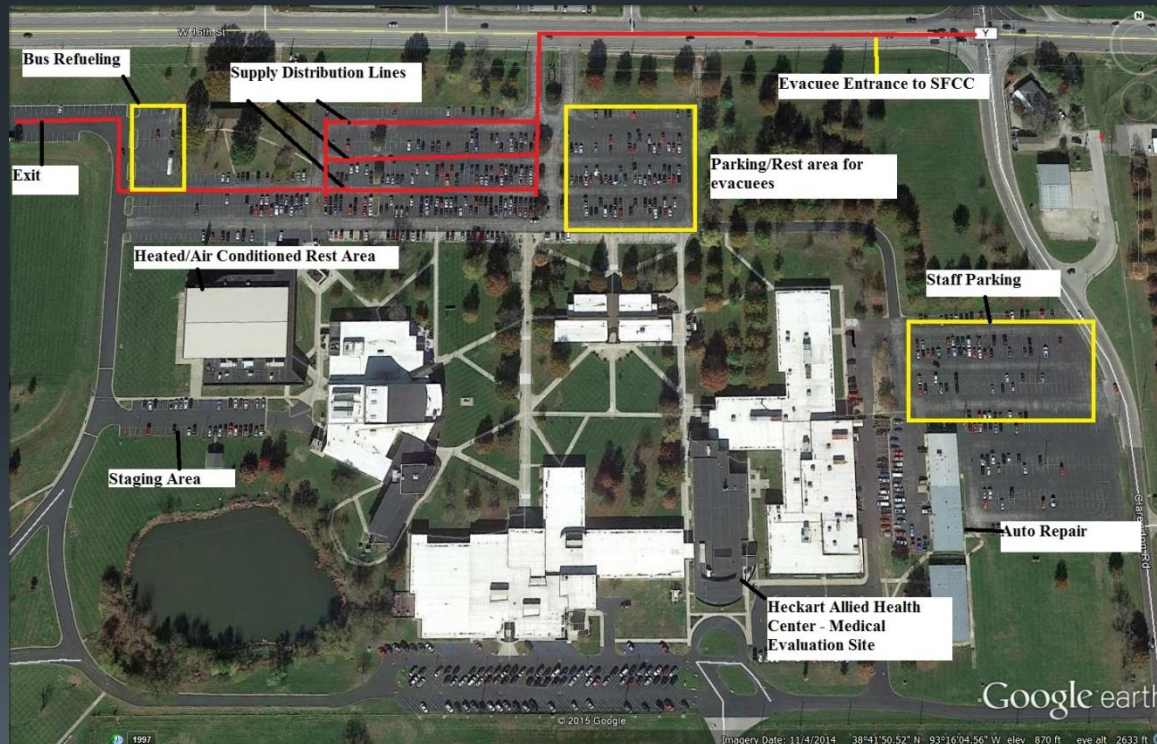 W 16th St
Bus Refueling
Supply Distribution Lines
Y
N
Evacuee Entrance to SFCC
Exit
Parking/Rest area for
evacuees
Heated/Air Conditioned Rest Area
Staff Parking
Staging Area
Auto Repair
Clarendon Rd
Heckart Allied Health
Center - Medical
Evaluation Site
Google earth
© 2015 Google
1997
Imagery Date: 11/4/2014 38°41'50.52" N 93°16'04.56" W elev 870 ft eye alt 2633 ft